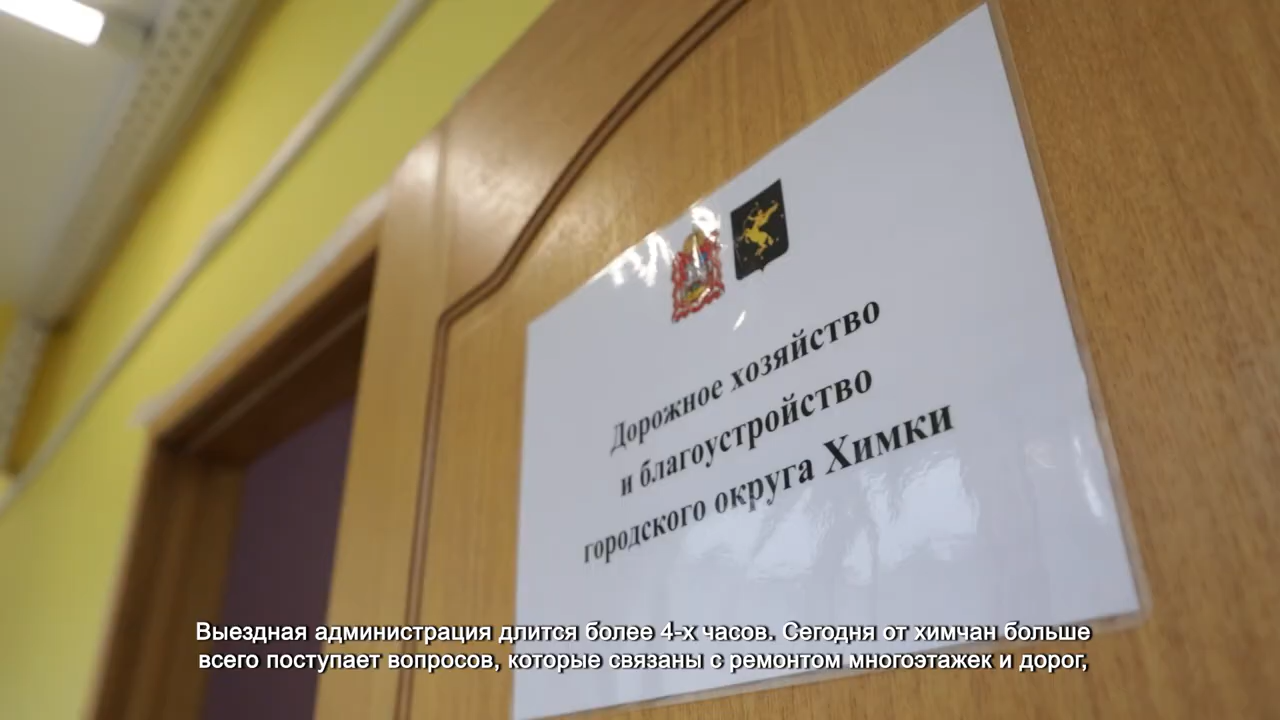 Дорожное хозяйство
и благоустройство
городского округа Химки
Выездная администрация длится более 4-х часов. Сегодня от химчан больше
всего поступает вопросов, которые связаны с ремонтом многоэтажек и дорог,